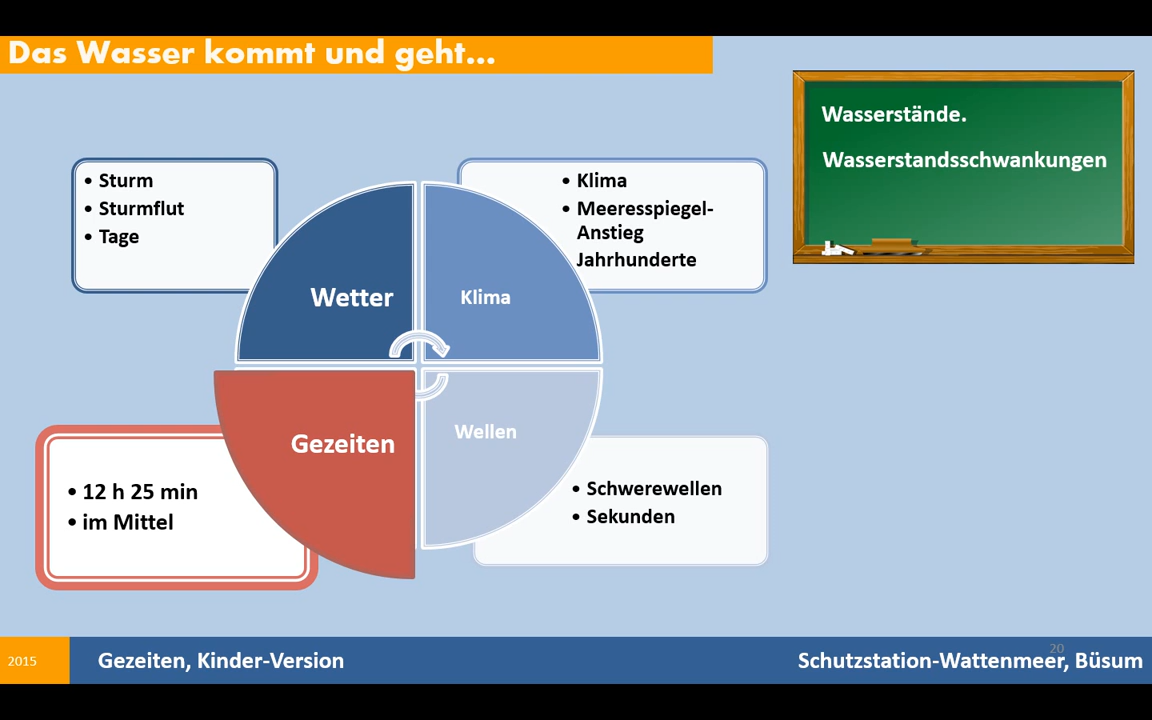 Das Wasser kommt und geht...
Wasserstände.
Wasserstandsschwankungen
• Sturm
• Sturmflut
• Tage
• Klima
• Meeresspiegel-
Anstieg
Jahrhunderte
Wetter
Klima
Gezeiten
Wellen
• 12 h 25 min
• im Mittel
• Schwerewellen
• Sekunden
2015
Gezeiten, Kinder-Version
20
Schutzstation-Wattenmeer, Büsum